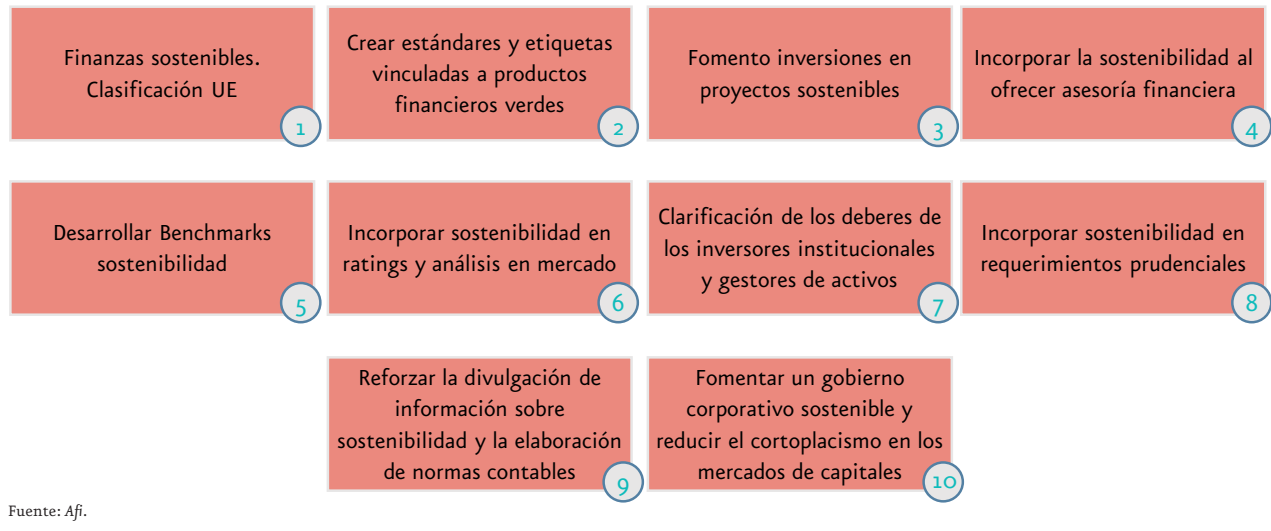 Finanzas sostenibles.
Clasificación UE
1
Crear estándares y etiquetas
vinculadas a productos
financieros verdes
2
Fomento inversiones en
proyectos sostenibles
3
Incorporar la sostenibilidad al
ofrecer asesoría financiera
4
Desarrollar Benchmarks
sostenibilidad
5
Incorporar sostenibilidad en
ratings y análisis en mercado
6
Clarificación de los deberes de
los inversores institucionales
y gestores de activos
7
Incorporar sostenibilidad en
requerimientos prudenciales
8
Reforzar la divulgación de
información sobre
sostenibilidad y la elaboración
de normas contables
9
Fomentar un gobierno
corporativo sostenible y
reducir el cortoplacismo en los
mercados de capitales
10
Fuente: Afi.